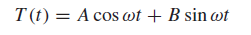 T(t) = A cos ωt + B sin ωt